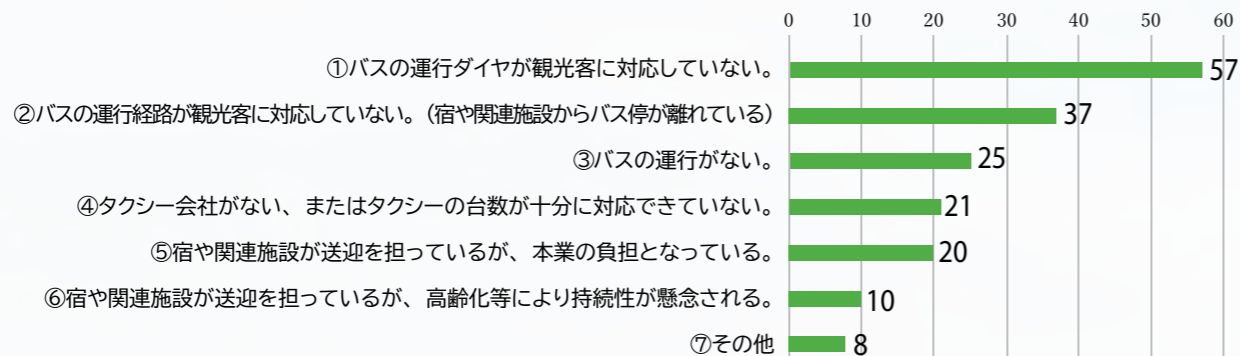 0 10 20 30 40 50 60
①バスの運行ダイヤが観光客に対応していない。 57
②バスの運行経路が観光客に対応していない。（宿や関連施設からバス停が離れている） 37
③バスの運行がない。 25
④タクシー会社がない、またはタクシーの台数が十分に対応できていない。 21
⑤宿や関連施設が送迎を担っているが、本業の負担となっている。 20
⑥宿や関連施設が送迎を担っているが、高齢化等により持続性が懸念される。 10
⑦その他 8